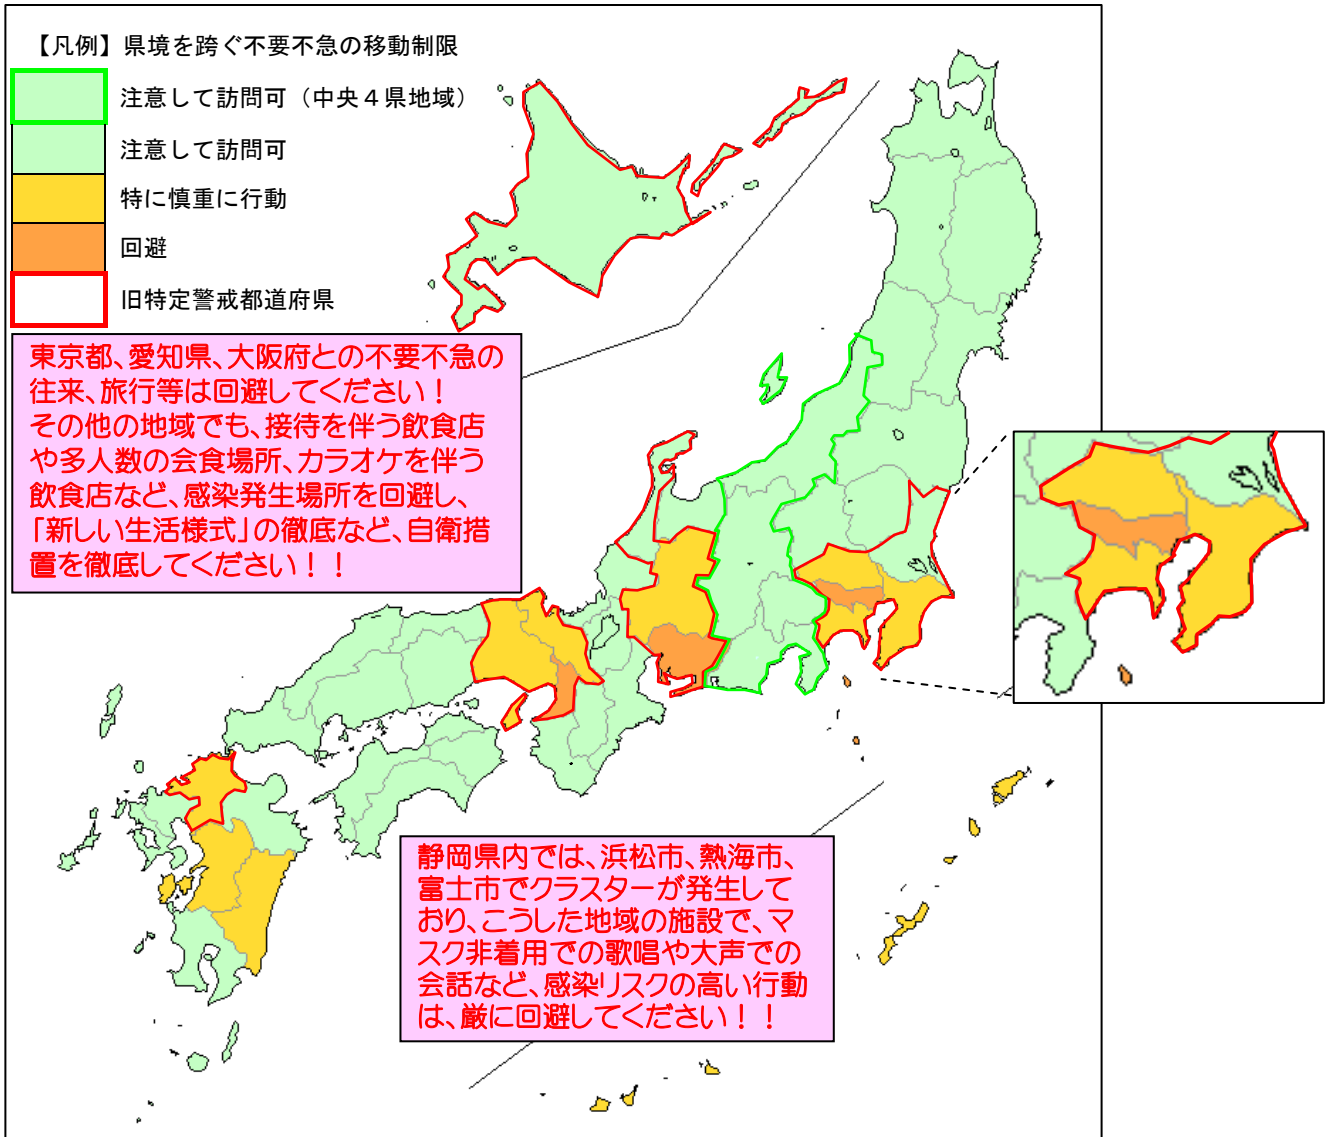 【凡例】県境を跨ぐ不要不急の移動制限
注意して訪問可（中央４県地域）
注意して訪問可
特に慎重に行動
回避
旧特定警戒都道府県
東京都、愛知県、大阪府との不要不急の
往来、旅行等は回避してください！
その他の地域でも、接待を伴う飲食店
や多人数の会食場所、カラオケを伴う
飲食店など、感染発生場所を回避し、
「新しい生活様式」の徹底など、自衛措
置を徹底してください！！
静岡県内では、浜松市、熱海市、
富士市でクラスターが発生して
おり、こうした地域の施設で、マ
スク非着用での歌唱や大声での
会話など、感染リスクの高い行動
は、厳に回避してください！！